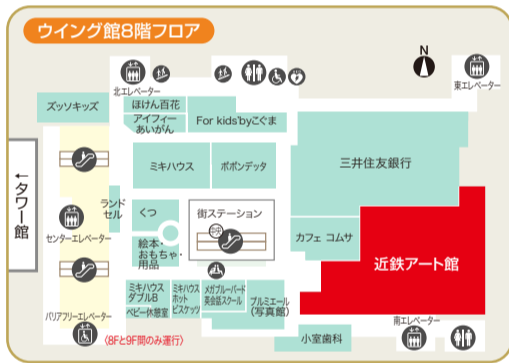 ウイング館8階フロア
N
北エレベーター
東エレベーター
ズッソキッズ
ほけん百花
アイフィー
あいがん
For kids'byこぐま
三井住友銀行
ミキハウス
ポポンデッタ
←タワー館
ランド
セル
くつ
街ステーション
センターエレベーター
絵本・
おもちゃ・
用品
カフェ コムサ
近鉄アート館
ミキハウス
ダブルB
ベビー休憩室
ミキハウス
ホット
ビスケッツ
メガブルーバード
英会話スクール
プルミエール
(写真館)
バリアフリーエレベーター
〈8Fと9F間のみ運行〉
小室歯科
南エレベーター